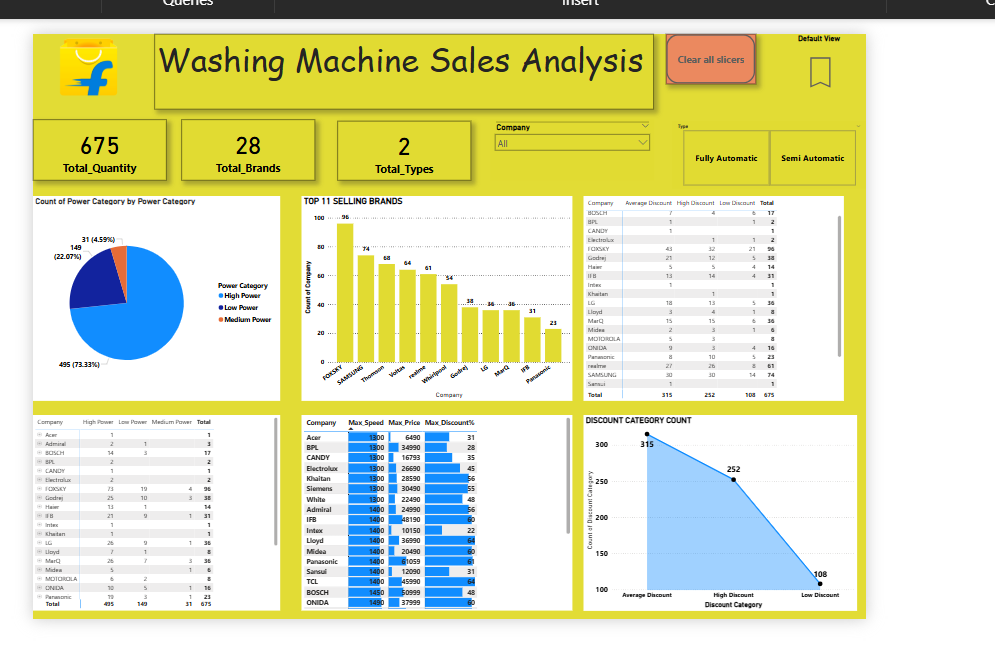 Queries Insert
Washing Machine Sales Analysis
Clear all slicers
Default View
675
Total_Quantity
28
Total_Brands
2
Total_Types
Company
All
Type
Fully Automatic Semi Automatic
Count of Power Category by Power Category
31 (4.59%)
149
(22.07%)
495 (73.33%)
Power Category
High Power
Low Power
Medium Power
TOP 11 SELLING BRANDS
Count of Company
100
80
60
40
20
0
96 74 68 64 61 54 38 36 36 31 23
FOXSKY SAMSUNG Thomson Voltas realme Whirlpool Godrej LG MarQ IFB Panasonic
Company
Company Average Discount High Discount Low Discount Total
BOSCH 7 4 6 17
BPL 1 1 2
CANDY 1 1
Electrolux 1 1 2
FOXSKY 43 32 21 96
Godrej 21 12 5 38
Haier 5 5 4 14
IFB 13 14 4 31
Intex 1 1
Khaitan 1 1
LG 18 13 5 36
Lloyd 3 4 1 8
MarQ 15 15 6 36
Midea 2 3 1 6
MOTOROLA 5 3 8
ONIDA 9 3 4 16
Panasonic 8 10 5 23
realme 27 26 8 61
SAMSUNG 30 30 14 74
Sansui 1 1
Total 315 252 108 675
Company High Power Low Power Medium Power Total
Acer 1 1
Admiral 2 1 3
BOSCH 14 3 17
BPL 2 2
CANDY 1 1
Electrolux 2 2
FOXSKY 73 19 4 96
Godrej 25 10 3 38
Haier 13 1 14
IFB 21 9 1 31
Intex 1 1
Khaitan 1 1
LG 26 9 1 36
Lloyd 7 1 8
MarQ 26 7 3 36
Midea 5 1 6
MOTOROLA 6 2 8
ONIDA 10 5 1 16
Panasonic 19 3 1 23
Total 495 149 31 675
Company Max_Speed Max_Price Max_Discount%
Acer 1300 6490 31
BPL 1300 34990 28
CANDY 1300 16793 35
Electrolux 1300 26690 45
Khaitan 1300 28590 56
Siemens 1300 30490 55
White 1300 22490 48
Admiral 1400 24990 56
IFB 1400 48190 60
Intex 1400 10150 22
Lloyd 1400 36990 64
Midea 1400 20490 60
Panasonic 1400 61059 61
Sansui 1400 12090 31
TCL 1400 45990 64
BOSCH 1450 50999 48
ONIDA 1450 37999 60
DISCOUNT CATEGORY COUNT
Count of Discount Category
300
250
200
150
100
315
252
108
Average Discount High Discount Low Discount
Discount Category